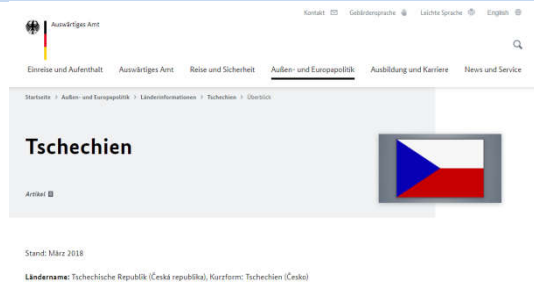 Kontakt Gebärdensprache Leichte Sprache English
Auswärtiges Amt
Einreise und Aufenthalt Auswärtiges Amt Reise und Sicherheit Außen- und Europapolitik Ausbildung und Karriere News und Service
Startseite > Außen- und Europapolitik > Länderinformationen > Tschechien > Überblick
Tschechien
Artikel
Stand: März 2018
Ländername: Tschechische Republik (Česká republika), Kurzform: Tschechien (Česko)